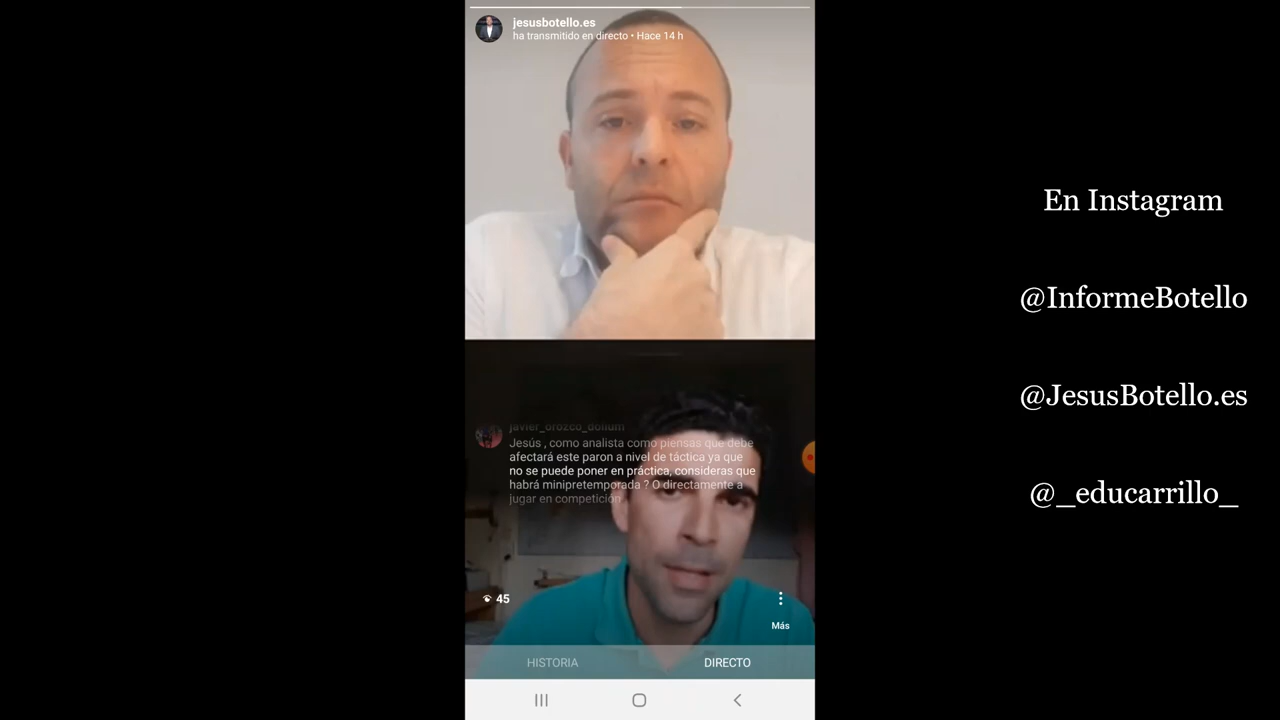 jesusbotello.es
ha transmitido en directo • Hace 14 h
javier_orozco_dollum
Jesús , como analista como piensas que debe
afectará este paron a nivel de táctica ya que
no se puede poner en práctica, consideras que
habrá minipretemporada ? O directamente a
jugar en competición
45
Más
HISTORIA
DIRECTO
En Instagram
@InformeBotello
@JesusBotello.es
@_educarrillo_